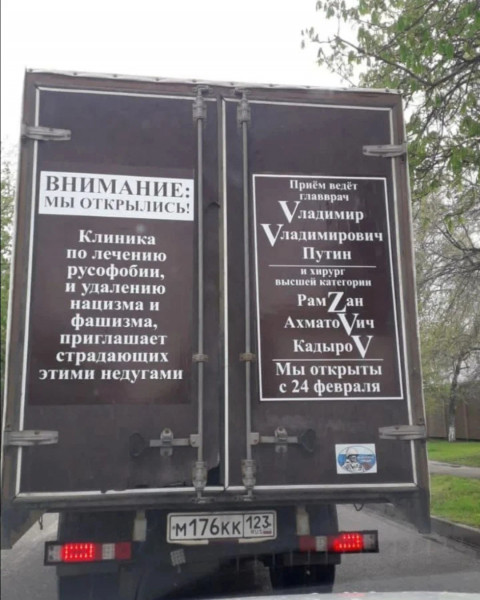 ВНИМАНИЕ:
МЫ ОТКРЫЛИСЬ!
Клиника
по лечению
русофобии,
и удалению
нацизма и
фашизма,
приглашает
страдающих
этими недугами
Приём ведёт
главврач
Vладимир
Vладимирович
Путин
и хирург
высшей категории
РамZан
АхматоVич
КадыроV
Мы открыты
с 24 февраля
М176КК 123
RUS